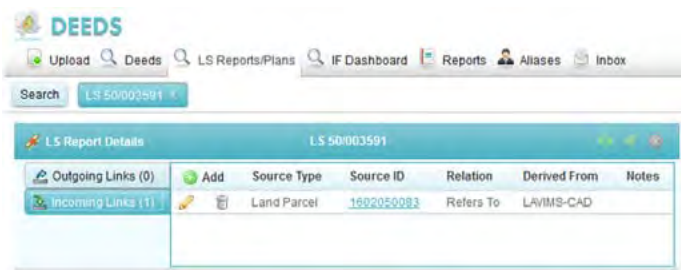 DEEDS
Upload Deeds LS Reports/Plans IF Dashboard Reports Aliases Inbox
Search LS 50/003591 ×
LS Report Details LS 50/003591
Outgoing Links (0) Add Source Type Source ID Relation Derived From Notes
Incoming Links (1) Land Parcel 1602050083 Refers To LAVIMS-CAD